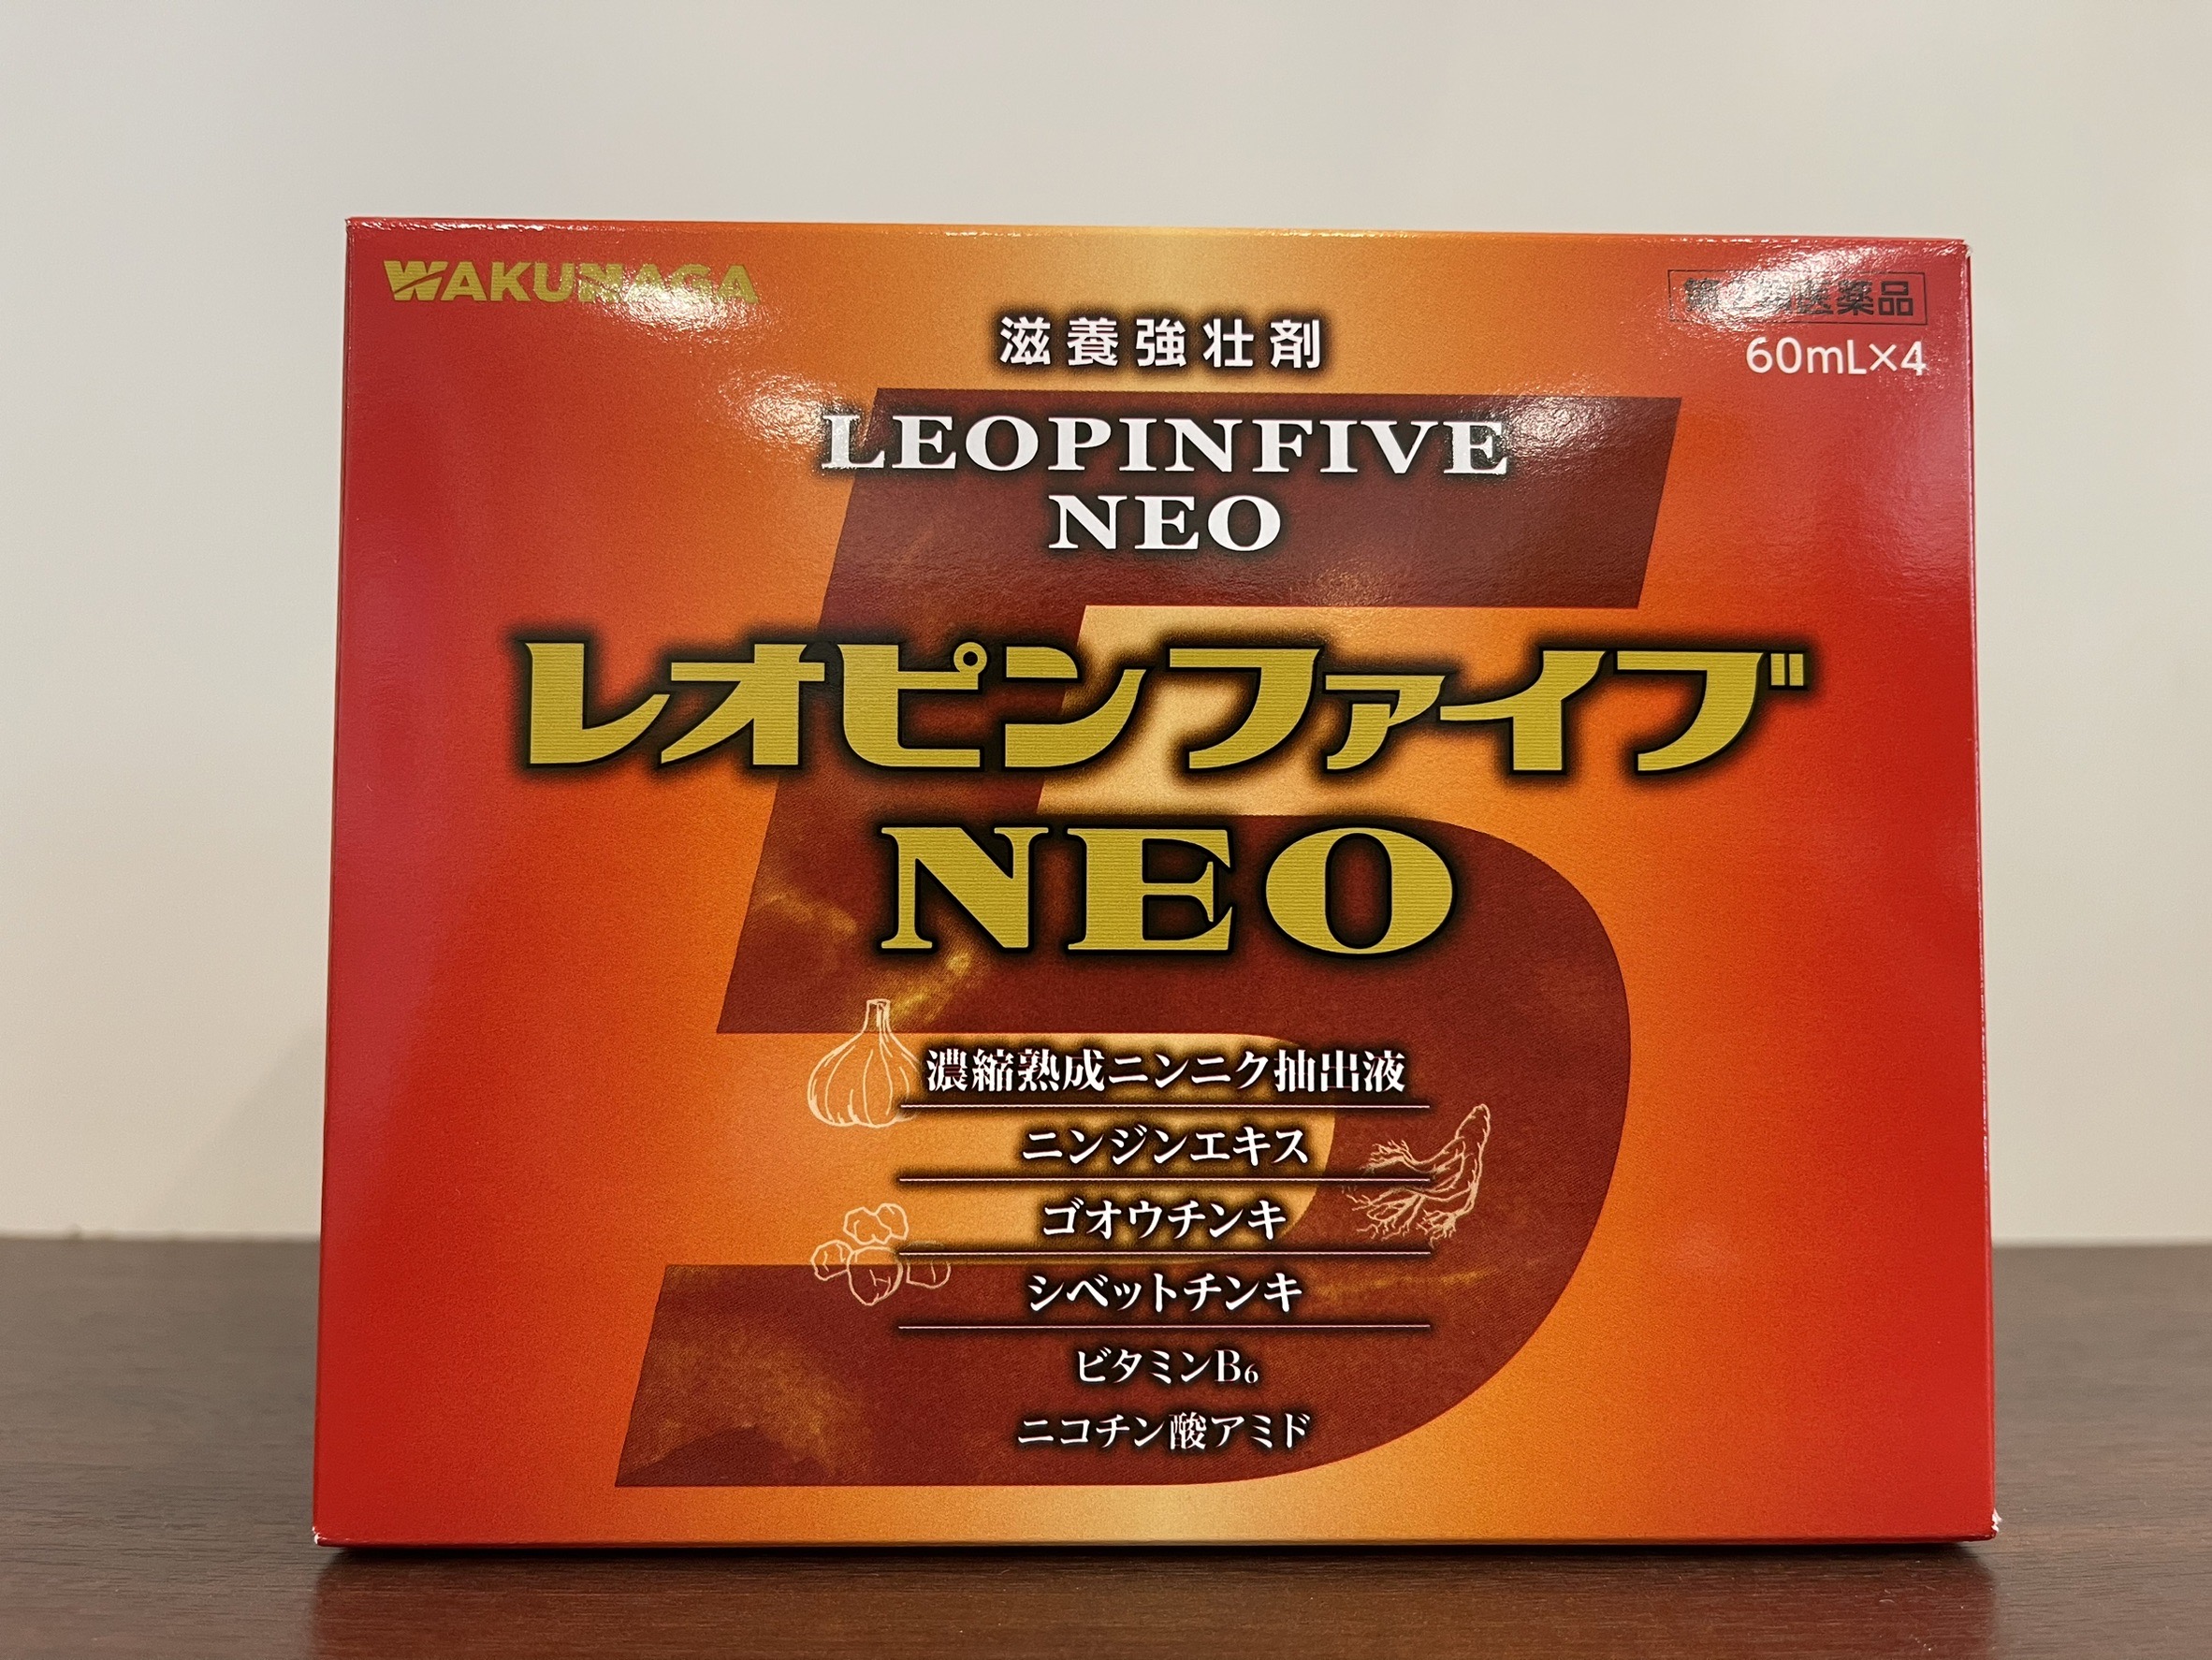 WAKUNAGA
医薬品
60mL×4
滋養強壮剤
LEOPINFIVE
NEO
レオピンファイブ
NEO
濃縮熟成ニンニク抽出液
ニンジンエキス
ゴオウチンキ
シベットチンキ
ビタミンB₆
ニコチン酸アミド